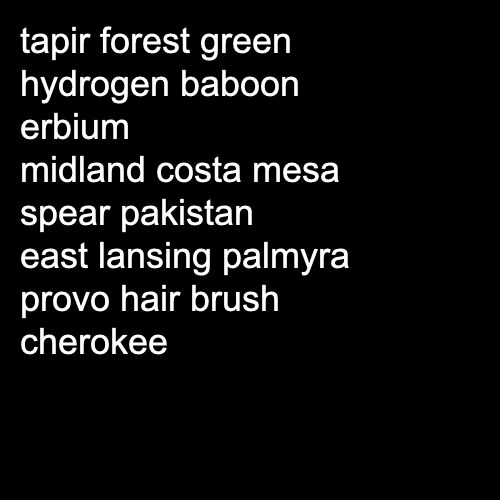 tapir forest green
hydrogen baboon
erbium
midland costa mesa
spear pakistan
east lansing palmyra
provo hair brush
cherokee